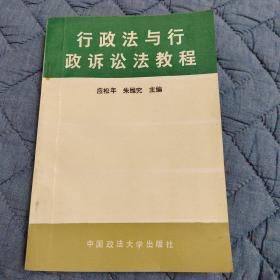 行政法与行
政诉讼法教程
应松年 朱维究 主编
中国政法大学出版社